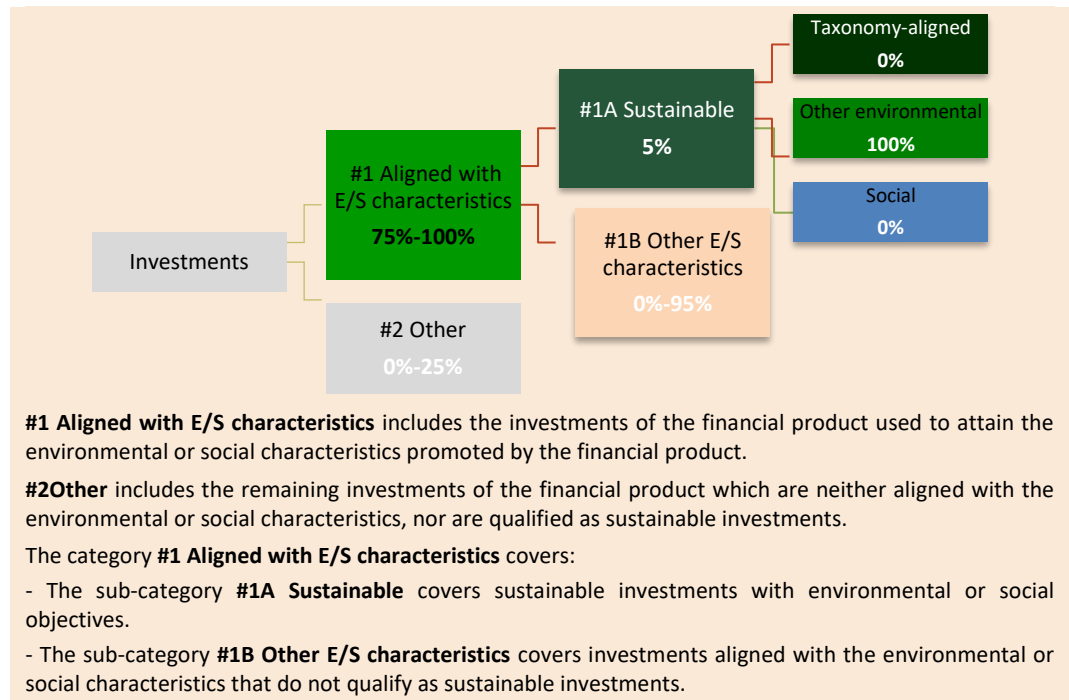 Taxonomy-aligned
0%
#1A Sustainable
5%
Other environmental
100%
#1 Aligned with
E/S characteristics
75%-100%
Social
0%
#1B Other E/S
characteristics
0%-95%
Investments
#2 Other
0%-25%
#1 Aligned with E/S characteristics includes the investments of the financial product used to attain the
environmental or social characteristics promoted by the financial product.
#2Other includes the remaining investments of the financial product which are neither aligned with the
environmental or social characteristics, nor are qualified as sustainable investments.
The category #1 Aligned with E/S characteristics covers:
- The sub-category #1A Sustainable covers sustainable investments with environmental or social
objectives.
- The sub-category #1B Other E/S characteristics covers investments aligned with the environmental or
social characteristics that do not qualify as sustainable investments.